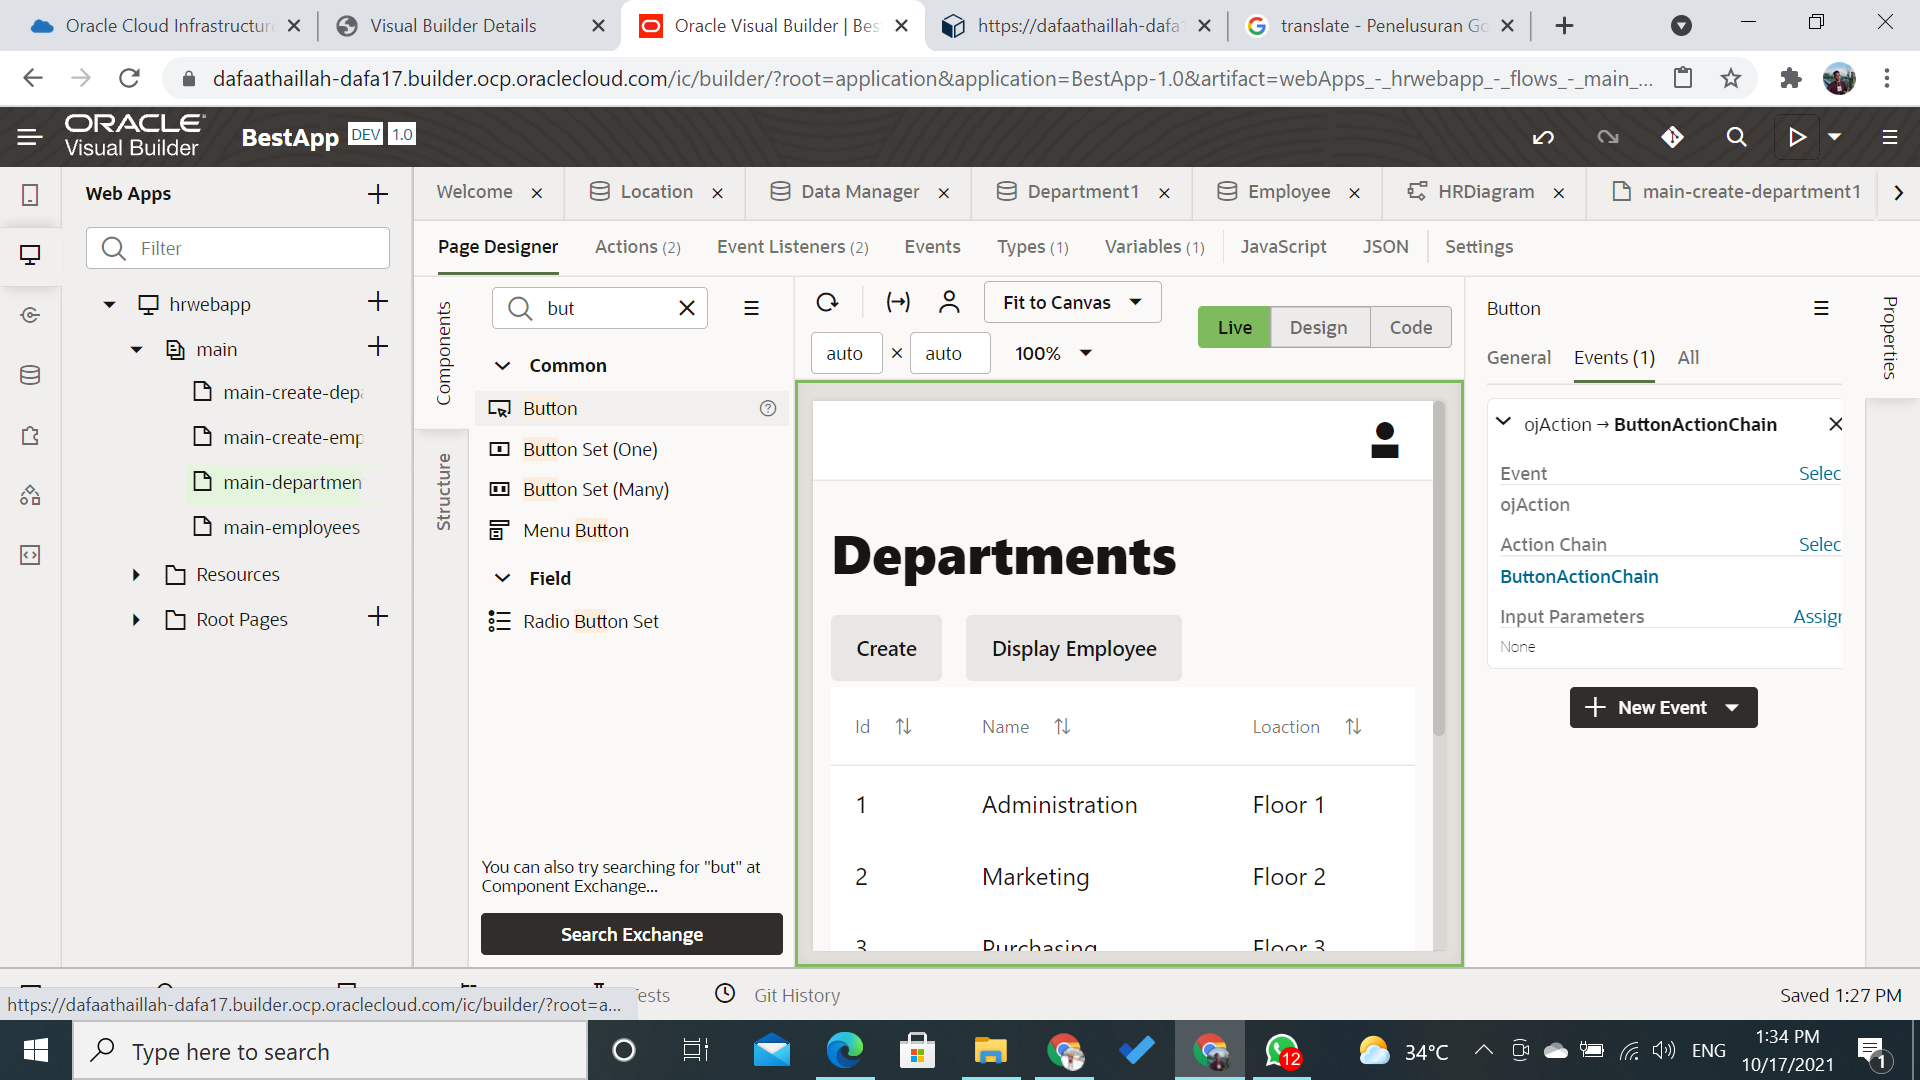 Oracle Cloud Infrastructure
Visual Builder Details
Oracle Visual Builder | Bes
https://dafaathaillah-dafa1
translate - Penelusuran Go
dafaathaillah-dafa17.builder.ocp.oraclecloud.com/ic/builder/?root=application&application=BestApp-1.0&artifact=webApps_-_hrwebapp_-_flows_-_main_...
ORACLE
Visual Builder
BestApp DEV 1.0
Web Apps
Welcome
Location
Data Manager
Department1
Employee
HRDiagram
main-create-department1
Page Designer
Actions (2)
Event Listeners (2)
Events
Types (1)
Variables (1)
JavaScript
JSON
Settings
Filter
hrwebapp
main
main-create-depa
main-create-emp
main-departmen
main-employees
Resources
Root Pages
Components
Structure
but
Common
Button
Button Set (One)
Button Set (Many)
Menu Button
Field
Radio Button Set
You can also try searching for "but" at
Component Exchange...
Search Exchange
Fit to Canvas
auto × auto
100%
Live
Design
Code
Departments
Create
Display Employee
Id Name Loaction
1 Administration Floor 1
2 Marketing Floor 2
3 Purchasing Floor 3
Button
General
Events (1)
All
ojAction → ButtonActionChain
Event Selec
ojAction
Action Chain Selec
ButtonActionChain
Input Parameters Assign
None
New Event
Properties
https://dafaathaillah-dafa17.builder.ocp.oraclecloud.com/ic/builder/?root=a...
ests
Git History
Saved 1:27 PM
Type here to search
12
34°C
ENG
1:34 PM
10/17/2021
1